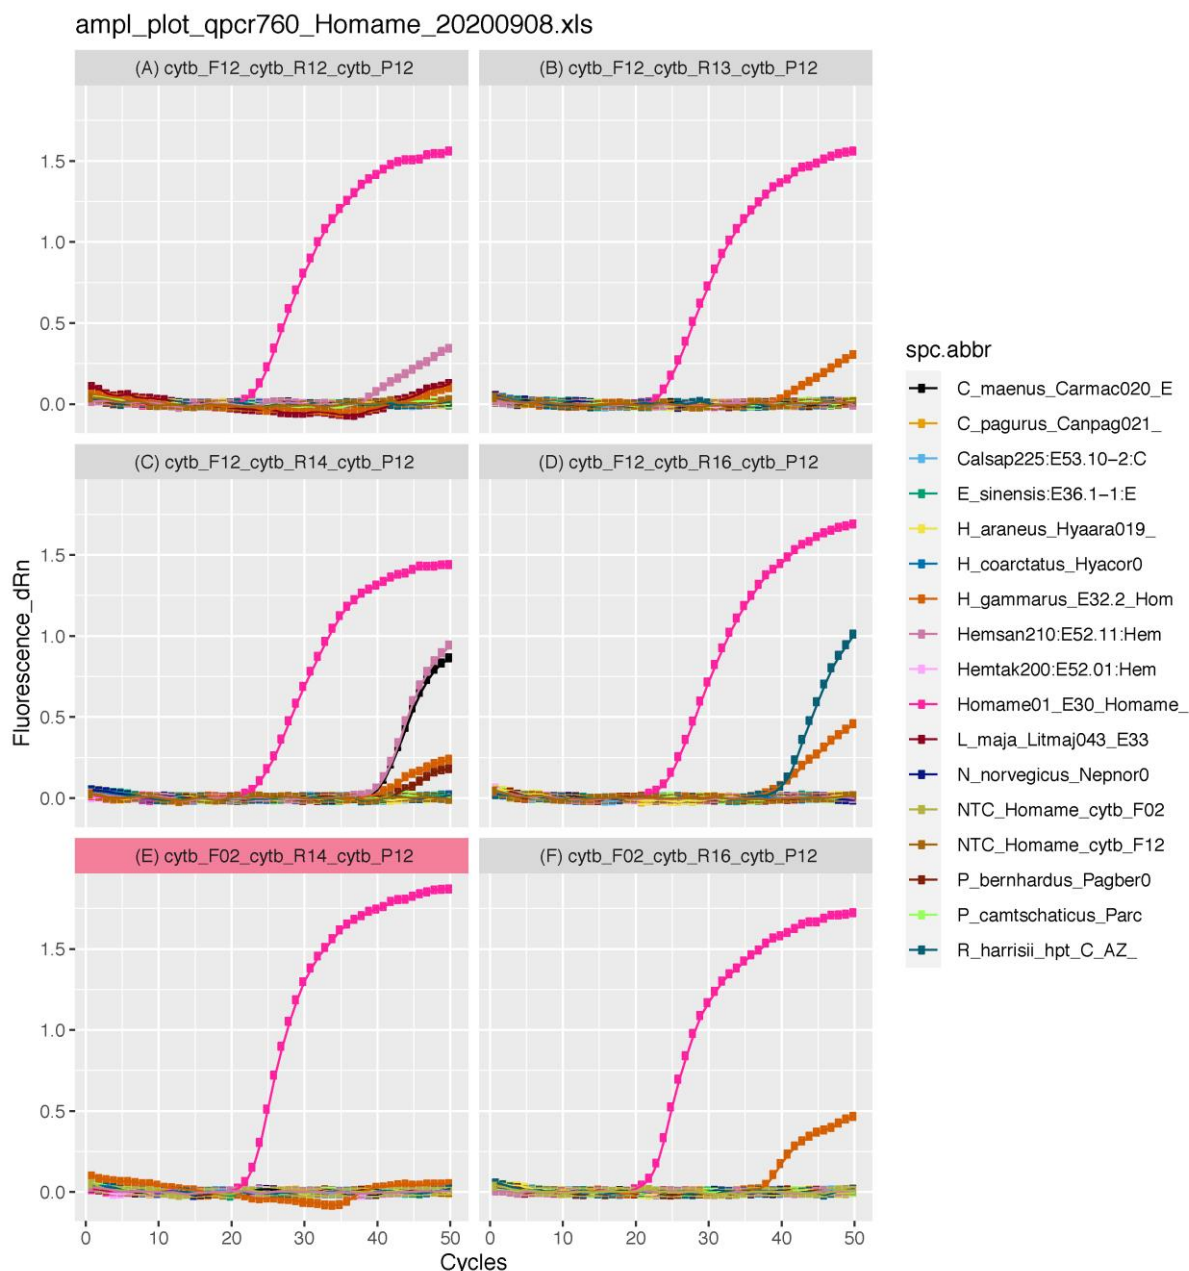 ampl_plot_qpcr760_Homame_20200908.xls
(A) cytb_F12_cytb_R12_cytb_P12
(B) cytb_F12_cytb_R13_cytb_P12
1.5
1.0
0.5
0.0
(C) cytb_F12_cytb_R14_cytb_P12
(D) cytb_F12_cytb_R16_cytb_P12
1.5
1.0
0.5
0.0
(E) cytb_F02_cytb_R14_cytb_P12
(F) cytb_F02_cytb_R16_cytb_P12
1.5
1.0
0.5
0.0
0 10 20 30 40 50
0 10 20 30 40 50
Fluorescence_dRn
Cycles
spc.abbr
C_maenus_Carmac020_E
C_pagurus_Canpag021_
Calsap225:E53.10−2:C
E_sinensis:E36.1−1:E
H_araneus_Hyaara019_
H_coarctatus_Hyacor0
H_gammarus_E32.2_Hom
Hemsan210:E52.11:Hem
Hemtak200:E52.01:Hem
Homame01_E30_Homame_
L_maja_Litmaj043_E33
N_norvegicus_Nepnor0
NTC_Homame_cytb_F02
NTC_Homame_cytb_F12
P_bernhardus_Pagber0
P_camtschaticus_Parc
R_harrisii_hpt_C_AZ_